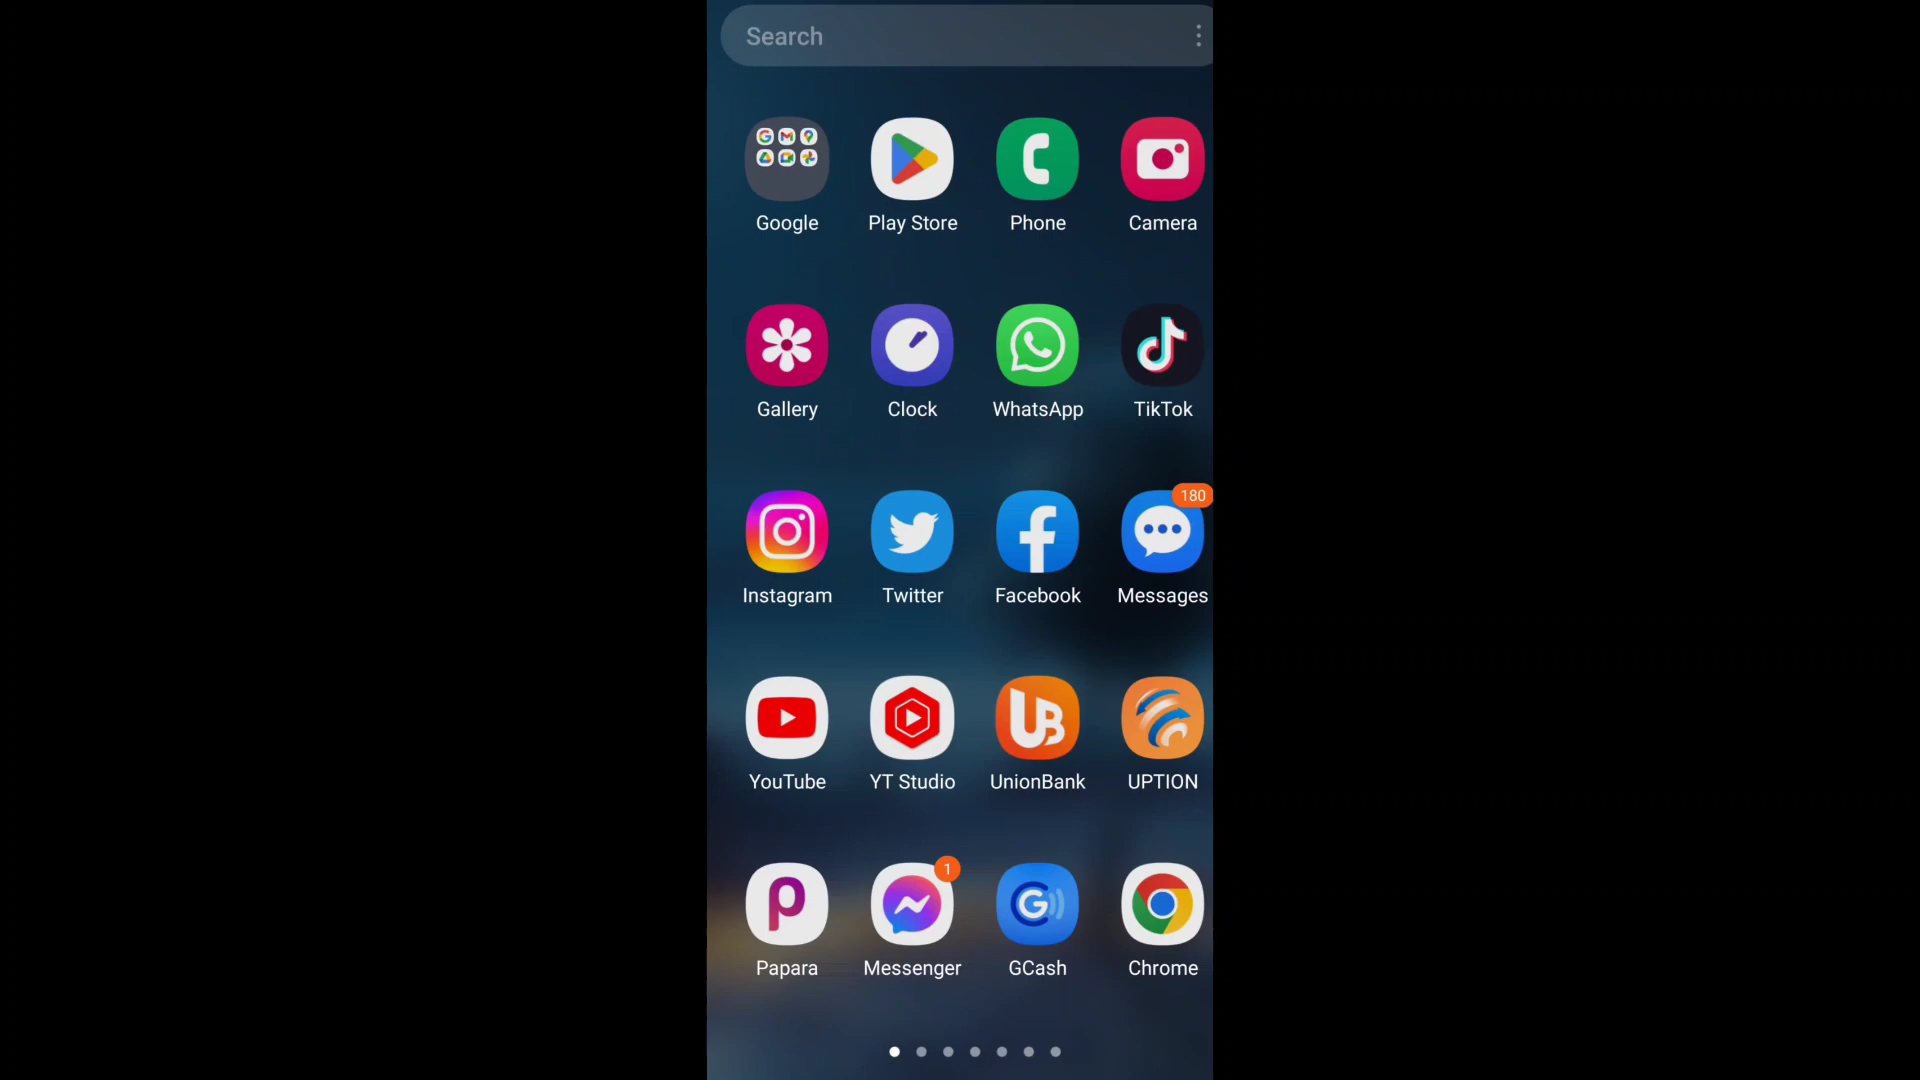 Search
Google Play Store Phone Camera
Gallery Clock WhatsApp TikTok
180
Instagram Twitter Facebook Messages
YouTube YT Studio UnionBank UPTION
1
Papara Messenger GCash Chrome